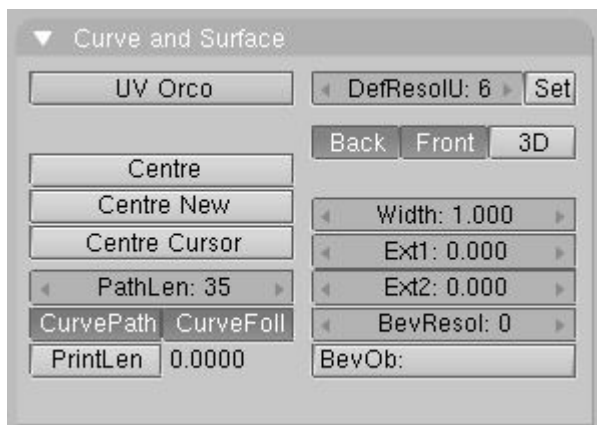 Curve and Surface
UV Orco
DefResolU: 6
Set
Back
Front
3D
Centre
Centre New
Centre Cursor
Width: 1.000
Ext1: 0.000
PathLen: 35
Ext2: 0.000
CurvePath
CurveFoll
BevResol: 0
PrintLen
0.0000
BevOb: